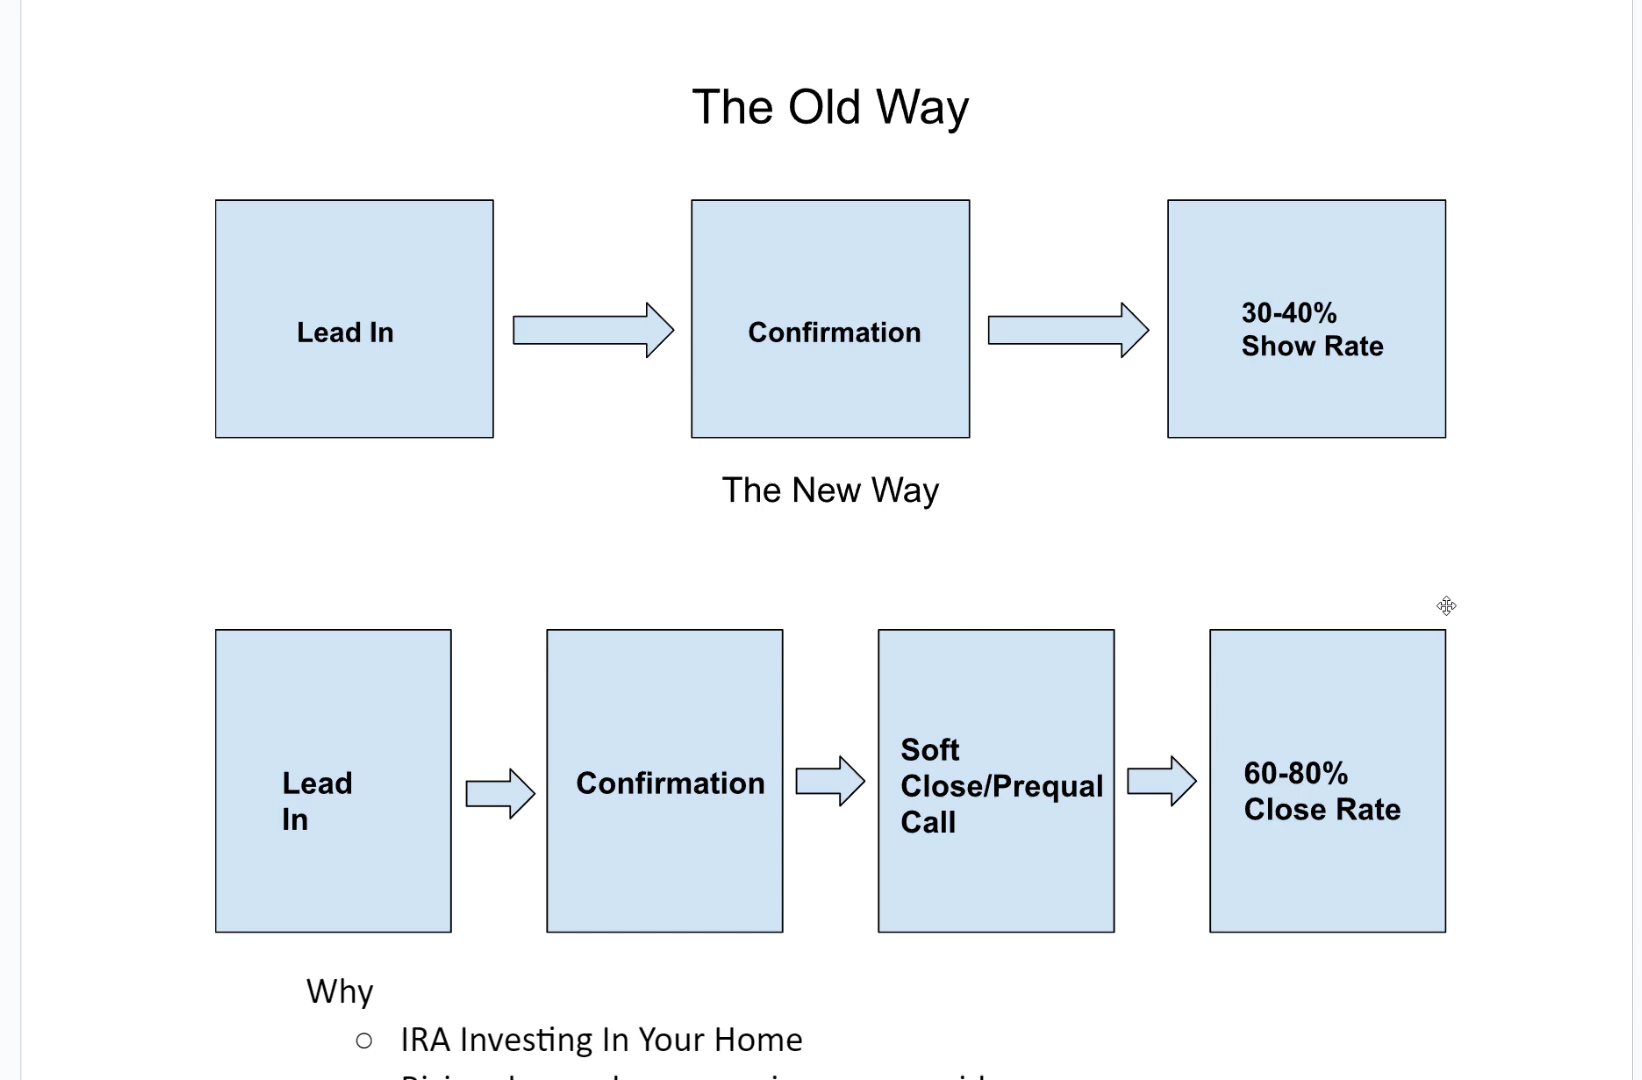 The Old Way
Lead In
Confirmation
30-40%
Show Rate
The New Way
Lead
In
Confirmation
Soft
Close/Prequal
Call
60-80%
Close Rate
Why
○ IRA Investing In Your Home